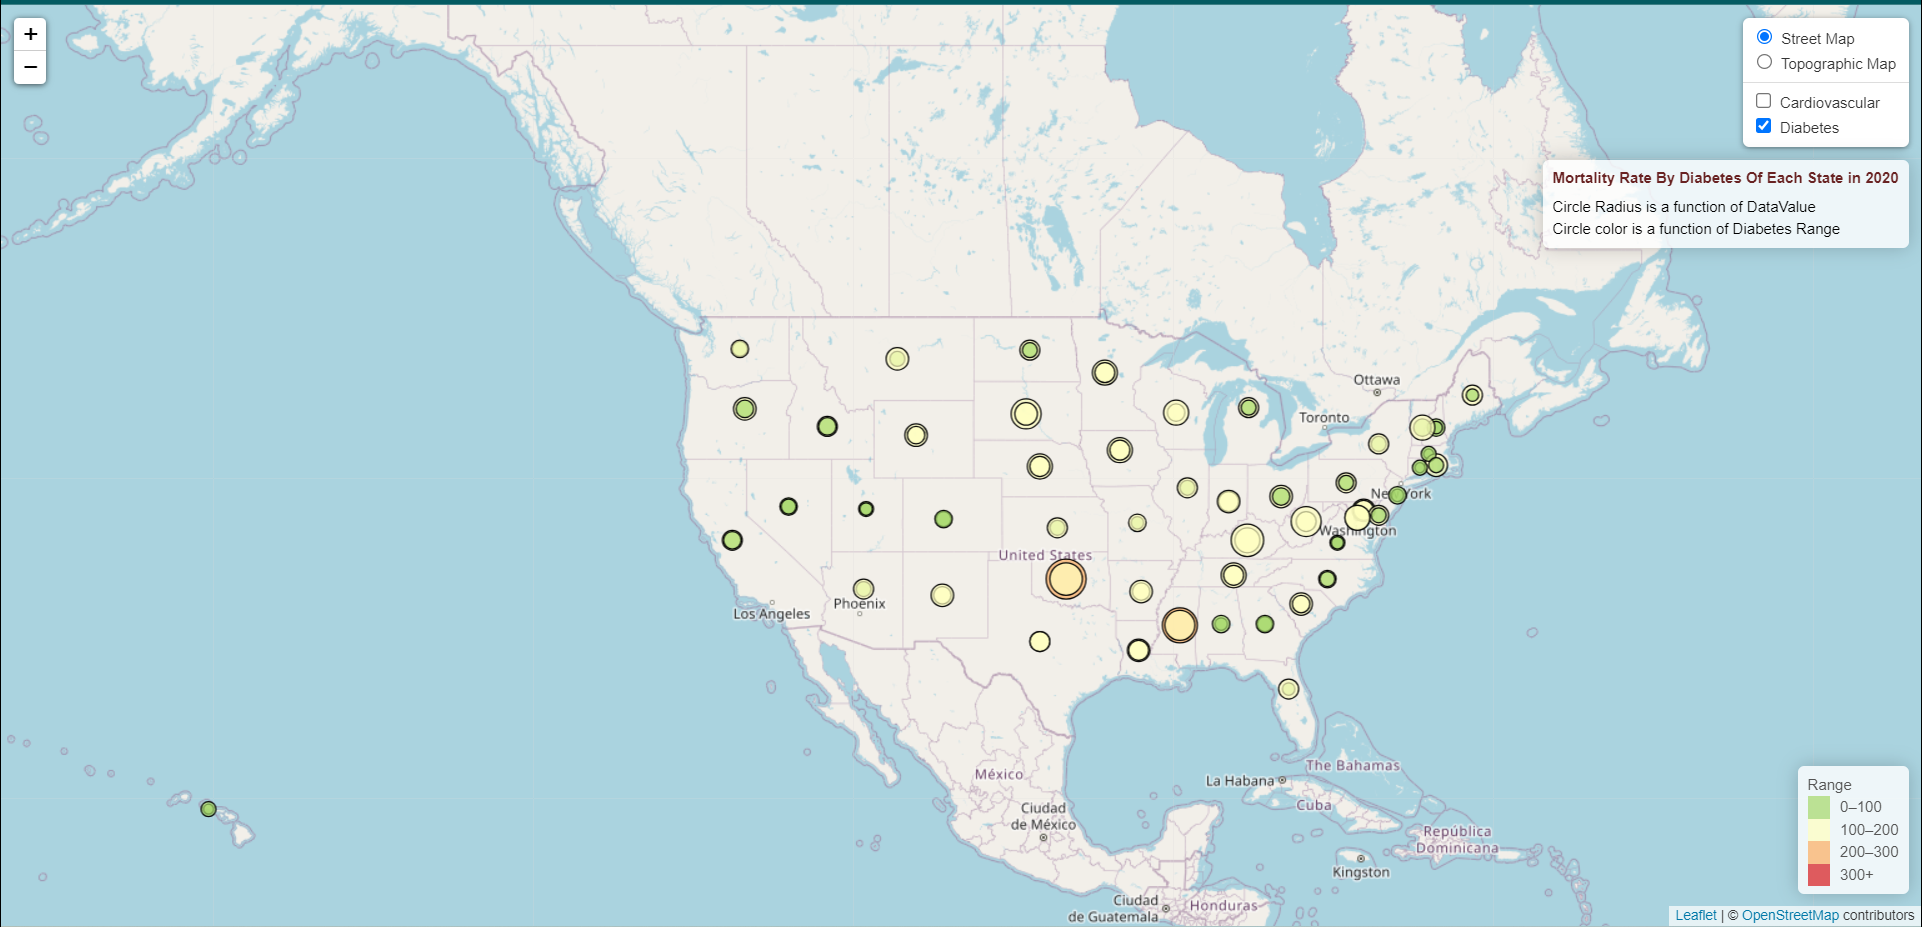 +
−
Street Map
Topographic Map
Cardiovascular
Diabetes
Mortality Rate By Diabetes Of Each State in 2020
Circle Radius is a function of DataValue
Circle color is a function of Diabetes Range
Ottawa
Toronto
New York
Washington
United States
Phoenix
Los Angeles
The Bahamas
La Habana
México
Cuba
Ciudad
de México
República
Dominicana
Kingston
Ciudad
de Guatemala
Honduras
Range
0–100
100–200
200–300
300+
Leaflet | © OpenStreetMap contributors